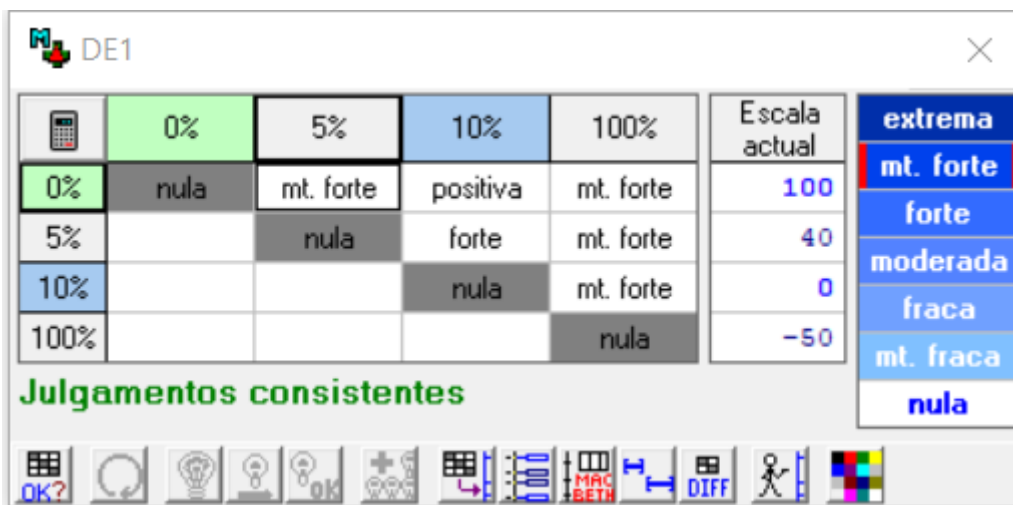 DE1
0% 5% 10% 100% Escala actual
0% nula mt. forte positiva mt. forte 100
5% nula forte mt. forte 40
10% nula mt. forte 0
100% nula -50
extrema
mt. forte
forte
moderada
fraca
mt. fraca
nula
Julgamentos consistentes
OK? OK MAC BETH DIFF